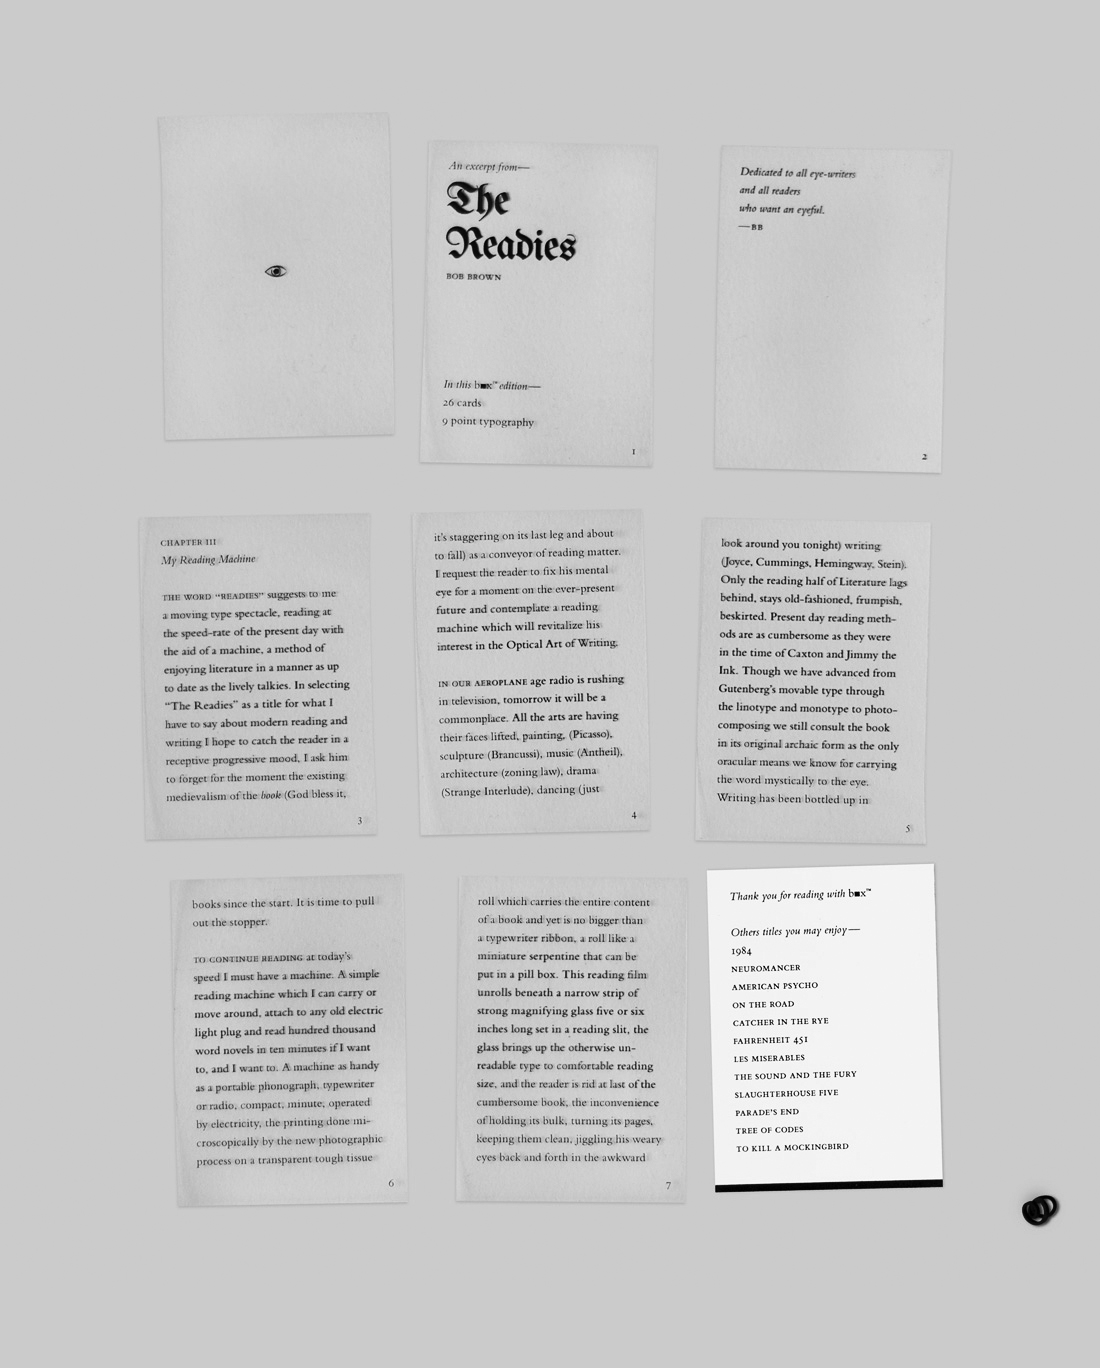 An excerpt from—
The
Readies
BOB BROWN
In this b■x™ edition—
26 cards
9 point typography
1
Dedicated to all eye-writers
and all readers
who want an eyeful.
—BB
2
CHAPTER III
My Reading Machine
THE WORD “READIES” suggests to me
a moving type spectacle, reading at
the speed-rate of the present day with
the aid of a machine, a method of
enjoying literature in a manner as up
to date as the lively talkies. In selecting
“The Readies” as a title for what I
have to say about modern reading and
writing I hope to catch the reader in a
receptive progressive mood, I ask him
to forget for the moment the existing
medievalism of the book (God bless it,
3
it's staggering on its last leg and about
to fall) as a conveyor of reading matter.
I request the reader to fix his mental
eye for a moment on the ever-present
future and contemplate a reading
machine which will revitalize his
interest in the Optical Art of Writing.
IN OUR AEROPLANE age radio is rushing
in television, tomorrow it will be a
commonplace. All the arts are having
their faces lifted, painting, (Picasso),
sculpture (Brancussi), music (Antheil),
architecture (zoning law), drama
(Strange Interlude), dancing (just
4
look around you tonight) writing
(Joyce, Cummings, Hemingway, Stein).
Only the reading half of Literature lags
behind, stays old-fashioned, frumpish,
beskirted. Present day reading meth-
ods are as cumbersome as they were
in the time of Caxton and Jimmy the
Ink. Though we have advanced from
Gutenberg's movable type through
the linotype and monotype to photo-
composing we still consult the book
in its original archaic form as the only
oracular means we know for carrying
the word mystically to the eye.
Writing has been bottled up in
5
books since the start. It is time to pull
out the stopper.
TO CONTINUE READING at today's
speed I must have a machine. A simple
reading machine which I can carry or
move around, attach to any old electric
light plug and read hundred thousand
word novels in ten minutes if I want
to, and I want to. A machine as handy
as a portable phonograph, typewriter
or radio, compact, minute, operated
by electricity, the printing done mi-
croscopically by the new photographic
process on a transparent tough tissue
6
roll which carries the entire content
of a book and yet is no bigger than
a typewriter ribbon, a roll like a
miniature serpentine that can be
put in a pill box. This reading film
unrolls beneath a narrow strip of
strong magnifying glass five or six
inches long set in a reading slit, the
glass brings up the otherwise un-
readable type to comfortable reading
size, and the reader is rid at last of the
cumbersome book, the inconvenience
of holding its bulk, turning its pages,
keeping them clean, jiggling his weary
eyes back and forth in the awkward
7
Thank you for reading with b■x™
Others titles you may enjoy—
1984
NEUROMANCER
AMERICAN PSYCHO
ON THE ROAD
CATCHER IN THE RYE
FAHRENHEIT 451
LES MISERABLES
THE SOUND AND THE FURY
SLAUGHTERHOUSE FIVE
PARADE'S END
TREE OF CODES
TO KILL A MOCKINGBIRD